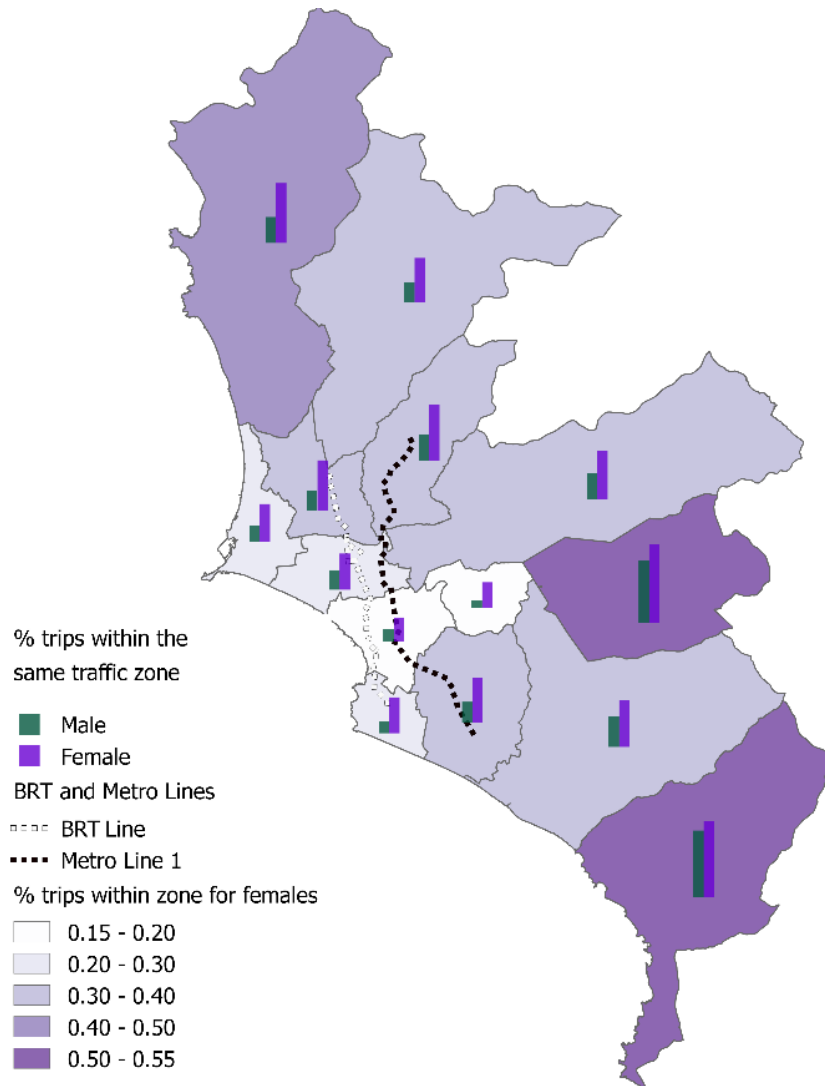 % trips within the
same traffic zone
Male
Female
BRT and Metro Lines
BRT Line
Metro Line 1
% trips within zone for females
0.15 - 0.20
0.20 - 0.30
0.30 - 0.40
0.40 - 0.50
0.50 - 0.55